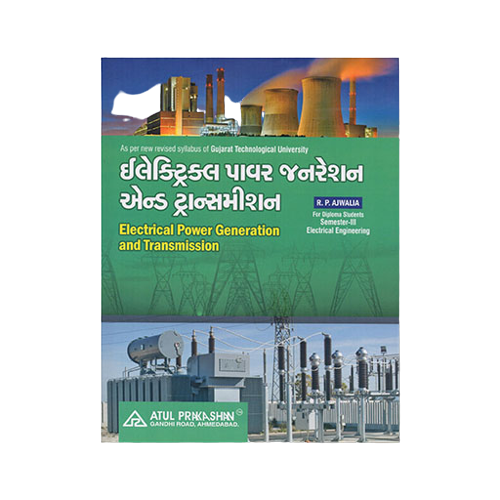 As per new revised syllabus of Gujarat Technological University
ઈલેક્ટ્રિકલ પાવર જનરેશન
એન્ડ ટ્રાન્સમીશન
Electrical Power Generation
and Transmission
R. P. AJWALIA
For Diploma Students
Semester-III
Electrical Engineering
ATUL PRAKASHAN
GANDHI ROAD, AHMEDABAD.